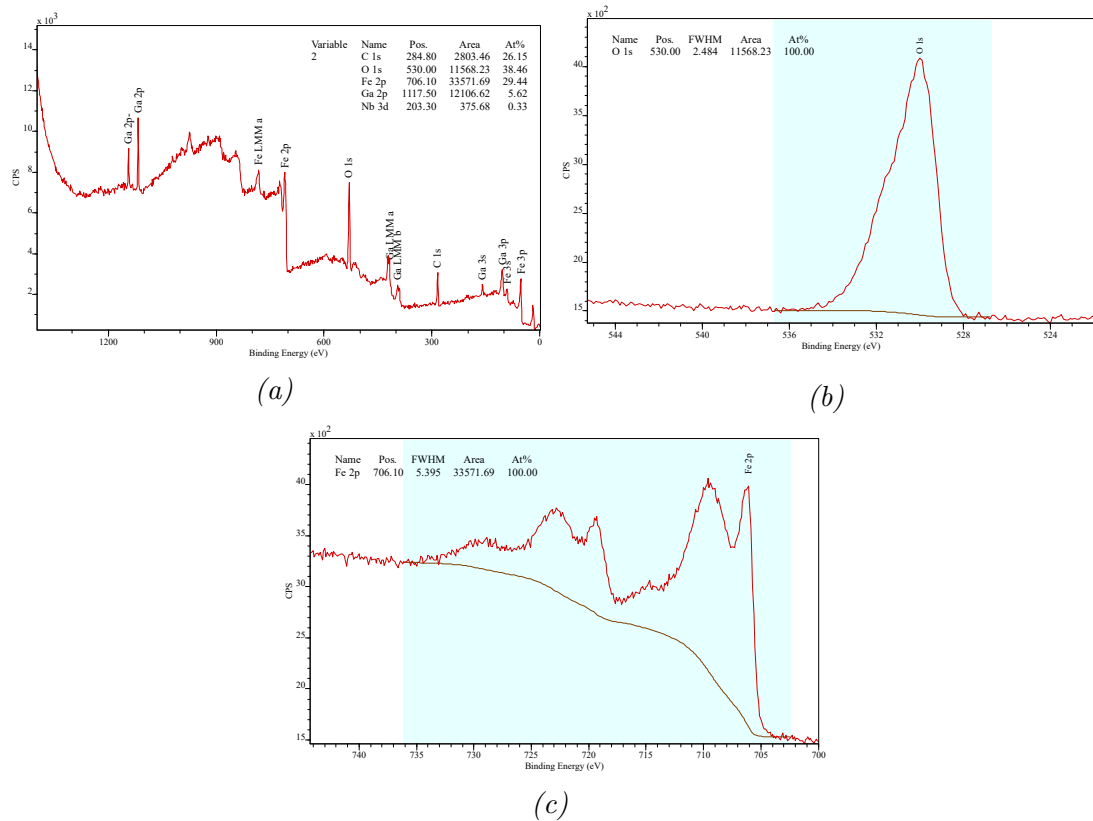 x 10³
Variable Name Pos. Area At%
2 C 1s 284.80 2803.46 26.15
O 1s 530.00 11568.23 38.46
Fe 2p 706.10 33571.69 29.44
Ga 2p 1117.50 12106.62 5.62
Nb 3d 203.30 375.68 0.33
Ga 2p-
Ga 2p
Fe LMM a
Fe 2p
O 1s
Ga LMM a
Ga LMM b
C 1s
Ga 3s
Ga 3p
Fe 3s
Fe 3p
14
12
10
8
6
4
2
CPS
1200 900 600 300 0
Binding Energy (eV)
(a)
x 10²
Name Pos. FWHM Area At%
O 1s 530.00 2.484 11568.23 100.00
O 1s
40
35
30
25
20
15
CPS
544 540 536 532 528 524
Binding Energy (eV)
(b)
x 10²
Name Pos. FWHM Area At%
Fe 2p 706.10 5.395 33571.69 100.00
Fe 2p
40
35
30
25
20
15
CPS
740 735 730 725 720 715 710 705 700
Binding Energy (eV)
(c)